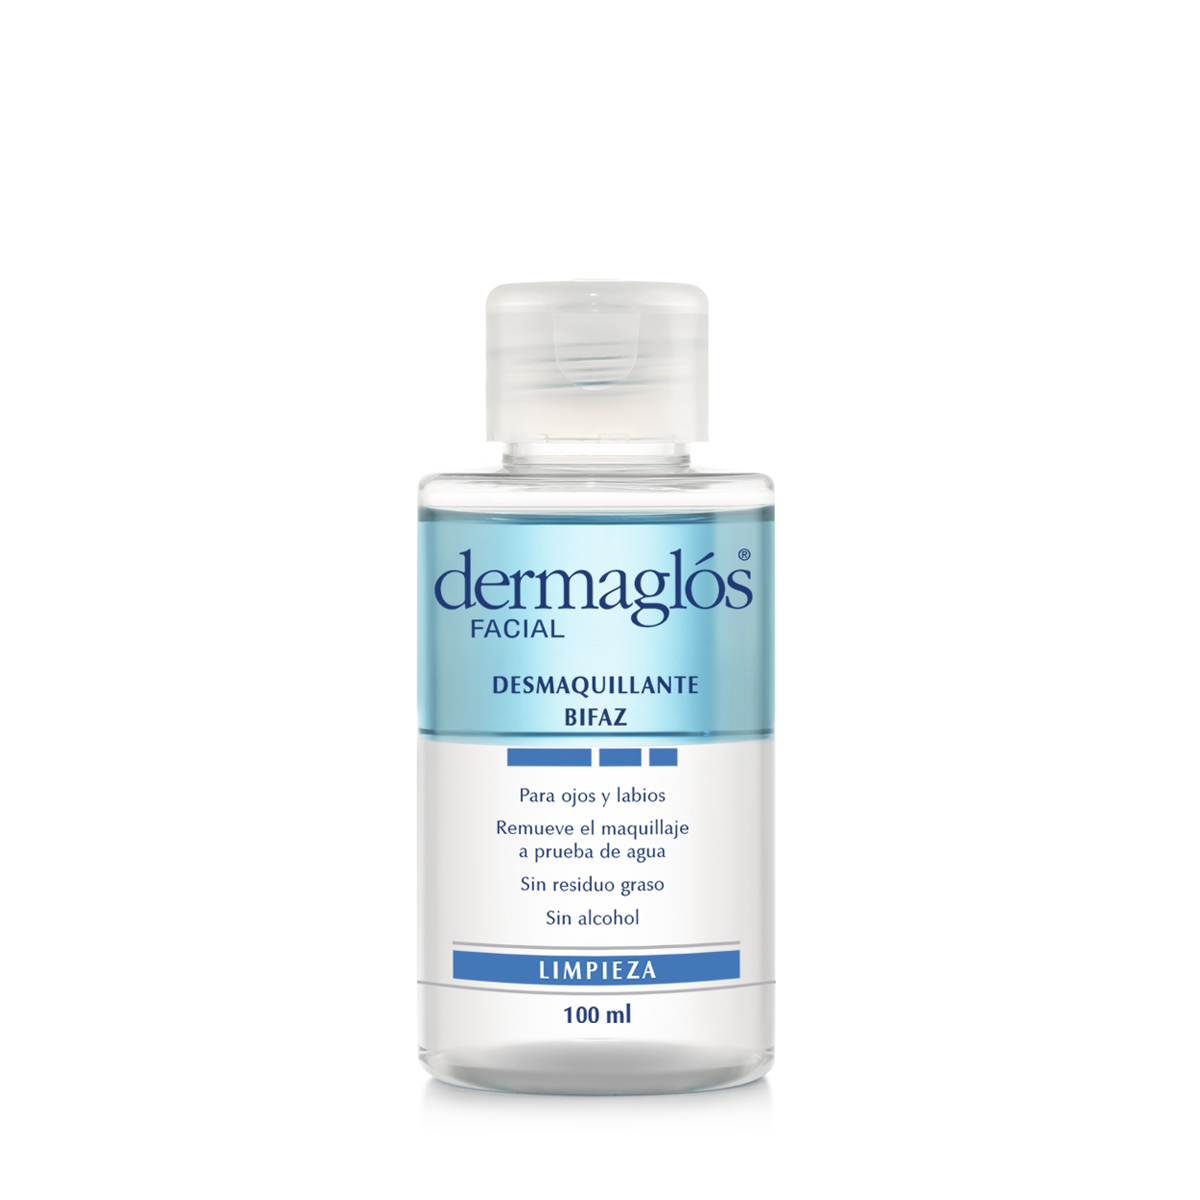 dermaglós®
FACIAL
DESMAQUILLANTE
BIFAZ
Para ojos y labios
Remueve el maquillaje
a prueba de agua
Sin residuo graso
Sin alcohol
LIMPIEZA
100 ml